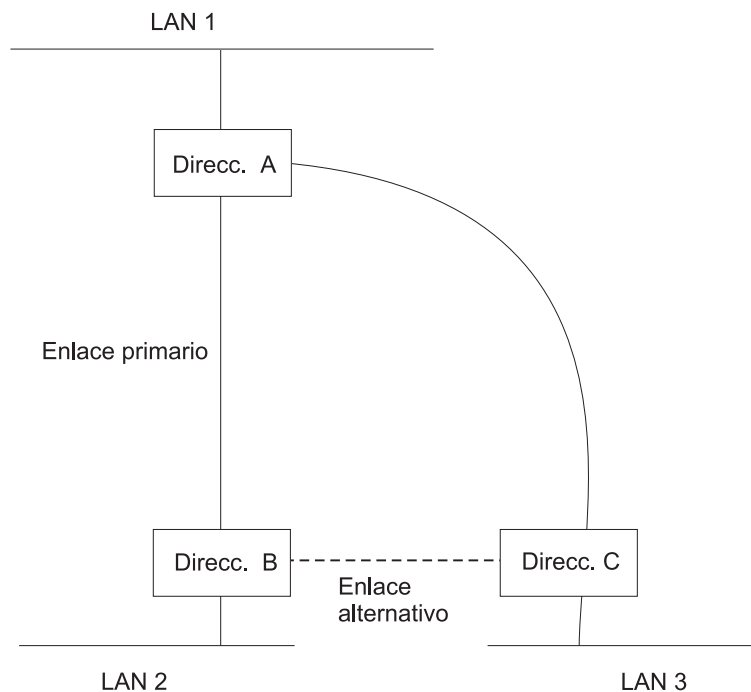 LAN 1
Direcc. A
Enlace primario
Direcc. B
Direcc. C
Enlace
alternativo
LAN 2
LAN 3